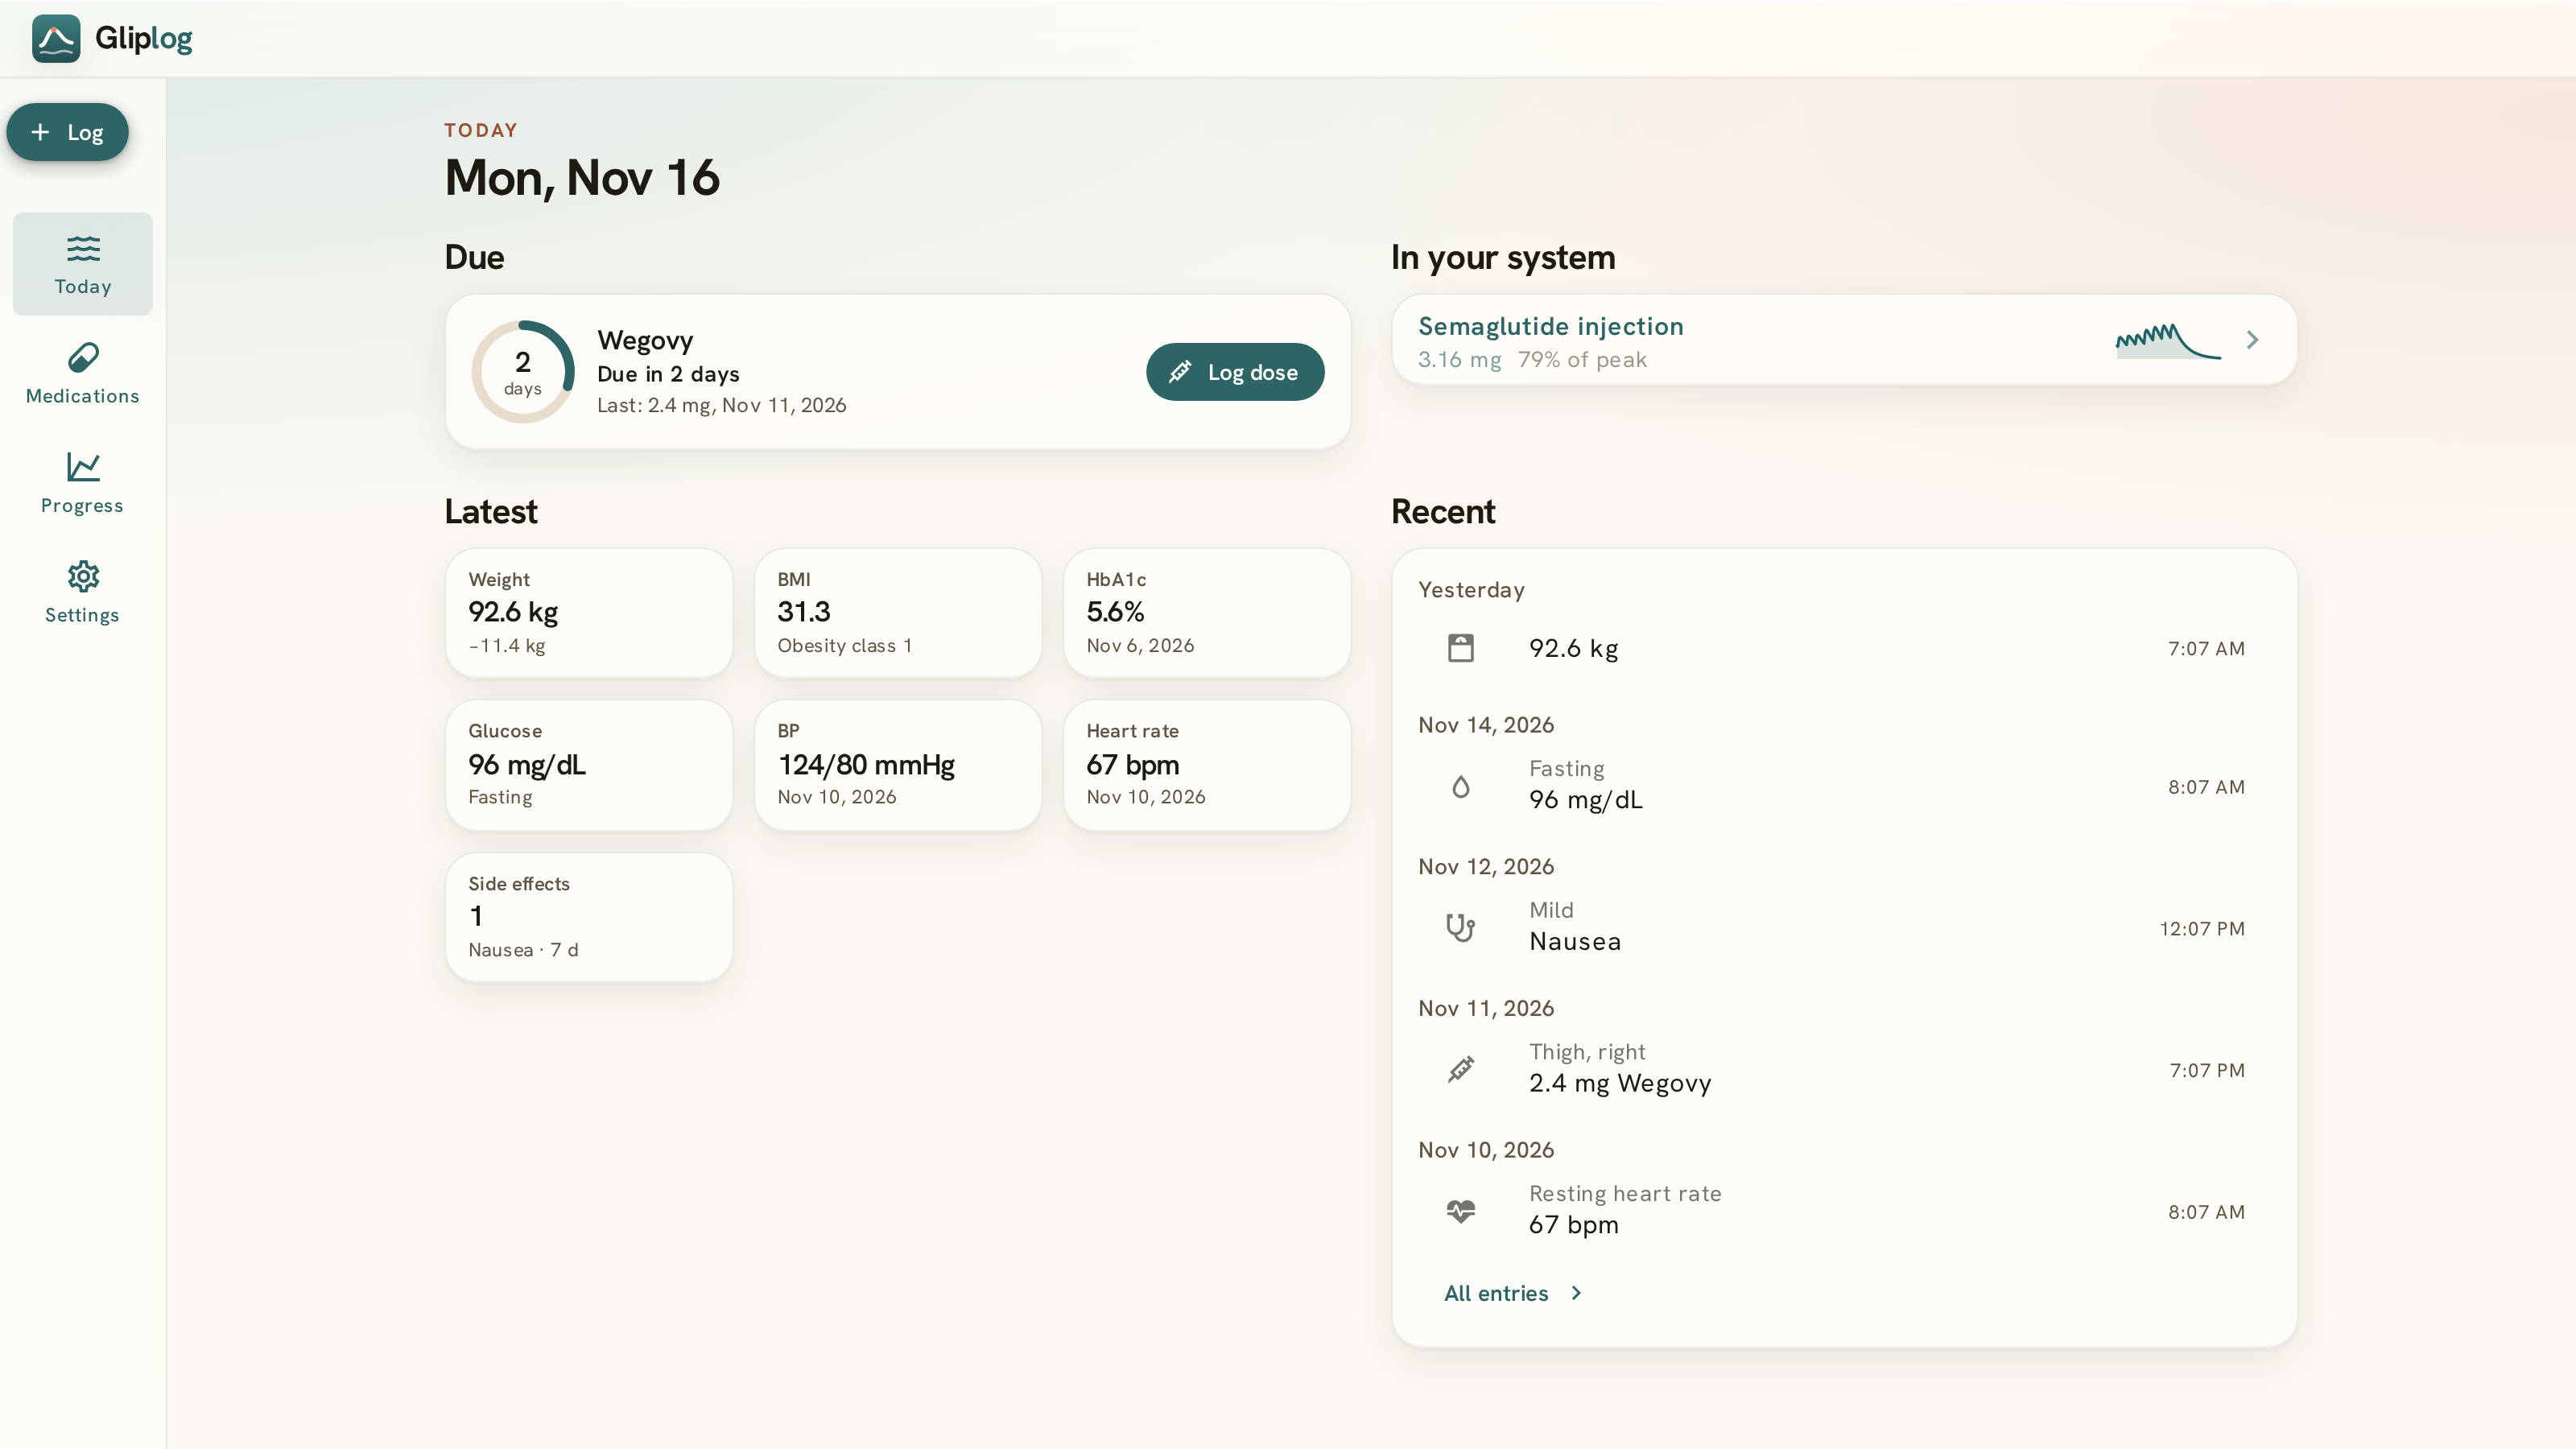 Gliplog
Log
Today
Medications
Progress
Settings
TODAY
Mon, Nov 16
Due
2
days
Wegovy
Due in 2 days
Last: 2.4 mg, Nov 11, 2026
Log dose
In your system
Semaglutide injection
3.16 mg 79% of peak
Latest
Weight
92.6 kg
−11.4 kg
BMI
31.3
Obesity class 1
HbA1c
5.6%
Nov 6, 2026
Glucose
96 mg/dL
Fasting
BP
124/80 mmHg
Nov 10, 2026
Heart rate
67 bpm
Nov 10, 2026
Side effects
1
Nausea · 7 d
Recent
Yesterday
92.6 kg
7:07 AM
Nov 14, 2026
Fasting
96 mg/dL
8:07 AM
Nov 12, 2026
Mild
Nausea
12:07 PM
Nov 11, 2026
Thigh, right
2.4 mg Wegovy
7:07 PM
Nov 10, 2026
Resting heart rate
67 bpm
8:07 AM
All entries